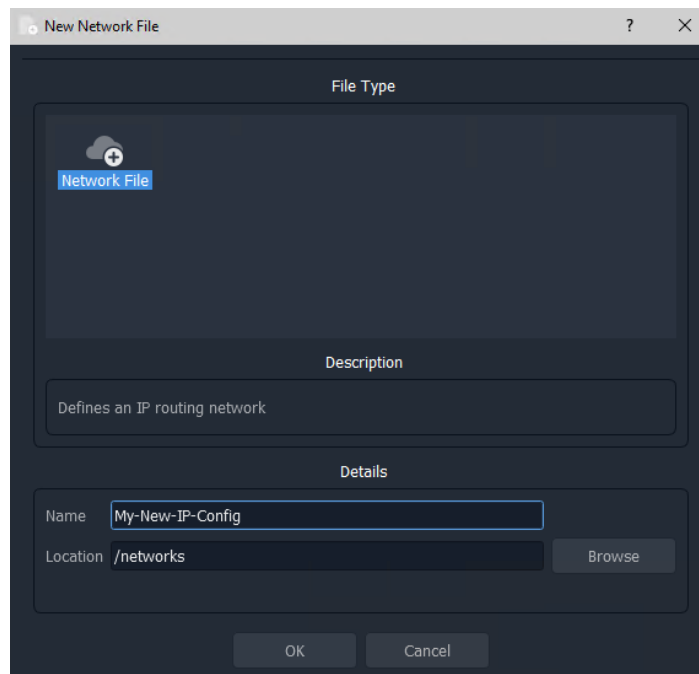 New Network File
File Type
Network File
Description
Defines an IP routing network
Details
Name My-New-IP-Config
Location /networks Browse
OK Cancel